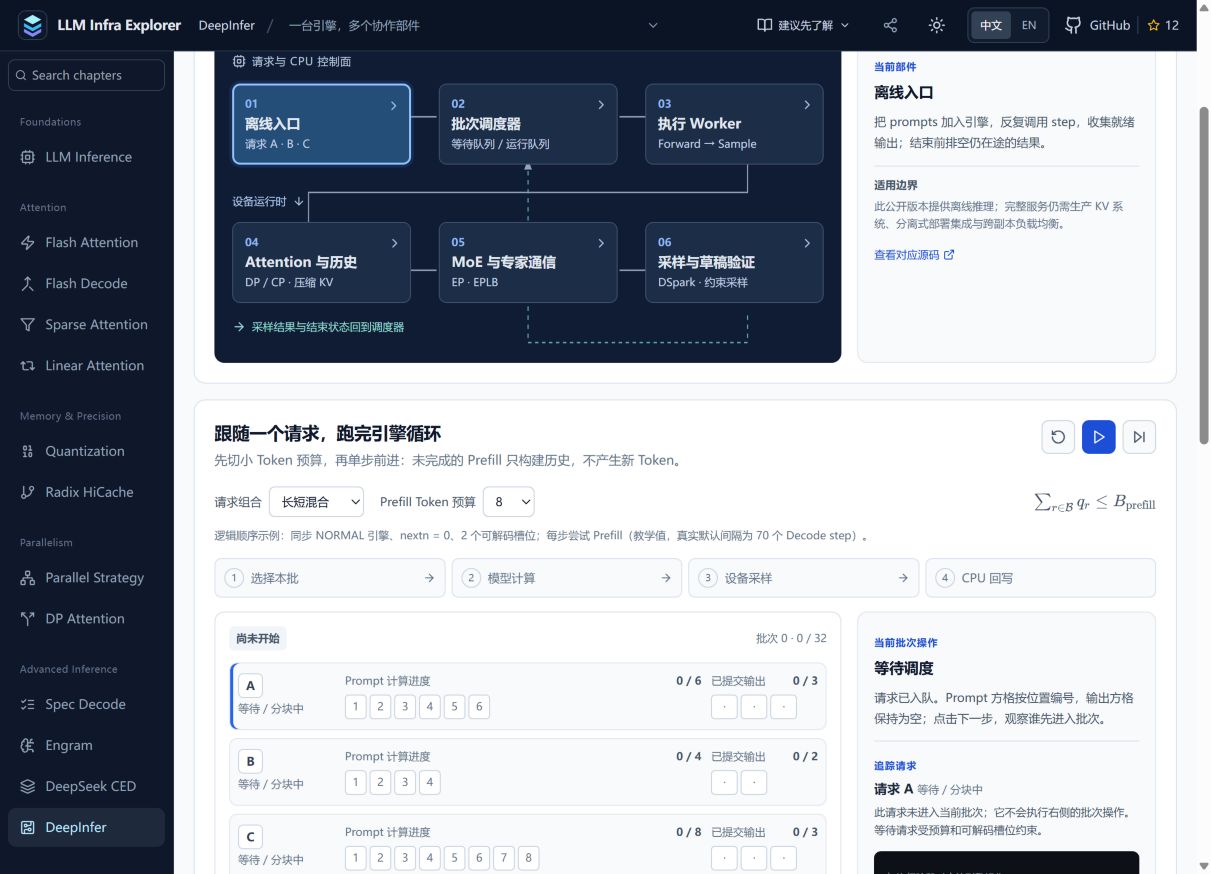 LLM Infra Explorer
DeepInfer / 一台引擎，多个协作部件
建议先了解
中文 EN
GitHub
12
Search chapters
Foundations
LLM Inference
Attention
Flash Attention
Flash Decode
Sparse Attention
Linear Attention
Memory & Precision
Quantization
Radix HiCache
Parallelism
Parallel Strategy
DP Attention
Advanced Inference
Spec Decode
Engram
DeepSeek CED
DeepInfer
请求与 CPU 控制面
01
离线入口
请求 A · B · C
02
批次调度器
等待队列 / 运行队列
03
执行 Worker
Forward → Sample
设备运行时 ↓
04
Attention 与历史
DP / CP · 压缩 KV
05
MoE 与专家通信
EP · EPLB
06
采样与草稿验证
DSpark · 约束采样
→ 采样结果与结束状态回到调度器
当前部件
离线入口
把 prompts 加入引擎，反复调用 step，收集就绪
输出；结束前排空仍在途的结果。
适用边界
此公开版本提供离线推理；完整服务仍需生产 KV 系
统、分离式部署集成与跨副本负载均衡。
查看对应源码
跟随一个请求，跑完引擎循环
先切小 Token 预算，再单步前进：未完成的 Prefill 只构建历史，不产生新 Token。
请求组合 长短混合 Prefill Token 预算 8
∑r∈𝓑 qr ≤ Bprefill
逻辑顺序示例：同步 NORMAL 引擎、nextn = 0、2 个可解码槽位；每步尝试 Prefill（教学值，真实默认间隔为 70 个 Decode step）。
1 选择本批 →
2 模型计算 →
3 设备采样 →
4 CPU 回写
尚未开始
批次 0 · 0 / 32
A
等待 / 分块中
Prompt 计算进度 0 / 6
1 2 3 4 5 6
已提交输出 0 / 3
· · ·
B
等待 / 分块中
Prompt 计算进度 0 / 4
1 2 3 4
已提交输出 0 / 2
· ·
C
等待 / 分块中
Prompt 计算进度 0 / 8
1 2 3 4 5 6 7 8
已提交输出 0 / 3
· · ·
当前批次操作
等待调度
请求已入队。Prompt 方格按位置编号，输出方格
保持为空；点击下一步，观察谁先进入批次。
追踪请求
请求 A 等待 / 分块中
此请求未进入当前批次；它不会执行右侧的批次操作。
等待请求受预算和可解码槽位约束。